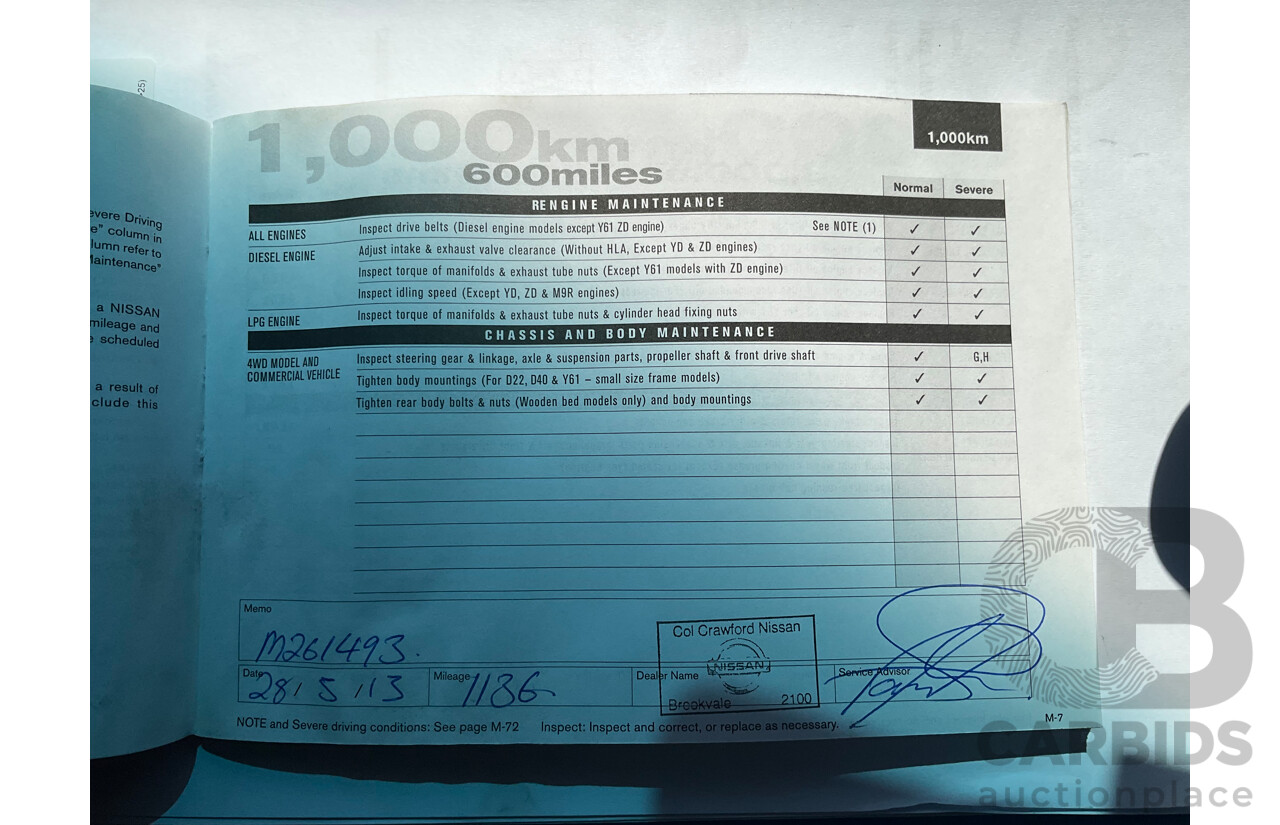 -25)
evere Driving
e" column in
lumn refer to
Maintenance"
a NISSAN
mileage and
scheduled
a result of
clude this
1,000km
600miles
1,000km
Normal Severe
RENGINE MAINTENANCE
ALL ENGINES Inspect drive belts (Diesel engine models except Y61 ZD engine) See NOTE (1) ✓ ✓
DIESEL ENGINE Adjust intake & exhaust valve clearance (Without HLA, Except YD & ZD engines) ✓ ✓
Inspect torque of manifolds & exhaust tube nuts (Except Y61 models with ZD engine) ✓ ✓
Inspect idling speed (Except YD, ZD & M9R engines) ✓ ✓
LPG ENGINE Inspect torque of manifolds & exhaust tube nuts & cylinder head fixing nuts ✓ ✓
CHASSIS AND BODY MAINTENANCE
4WD MODEL AND
COMMERCIAL VEHICLE
Inspect steering gear & linkage, axle & suspension parts, propeller shaft & front drive shaft ✓ G,H
Tighten body mountings (For D22, D40 & Y61 – small size frame models) ✓ ✓
Tighten rear body bolts & nuts (Wooden bed models only) and body mountings ✓ ✓
Memo
M261493.
Date 28/5/13
Mileage 1136
Dealer Name
Col Crawford Nissan
NISSAN
Brookvale 2100
Service Advisor
NOTE and Severe driving conditions: See page M-72 Inspect: Inspect and correct, or replace as necessary.
M-7
CB
CARBIDS
auctionplace